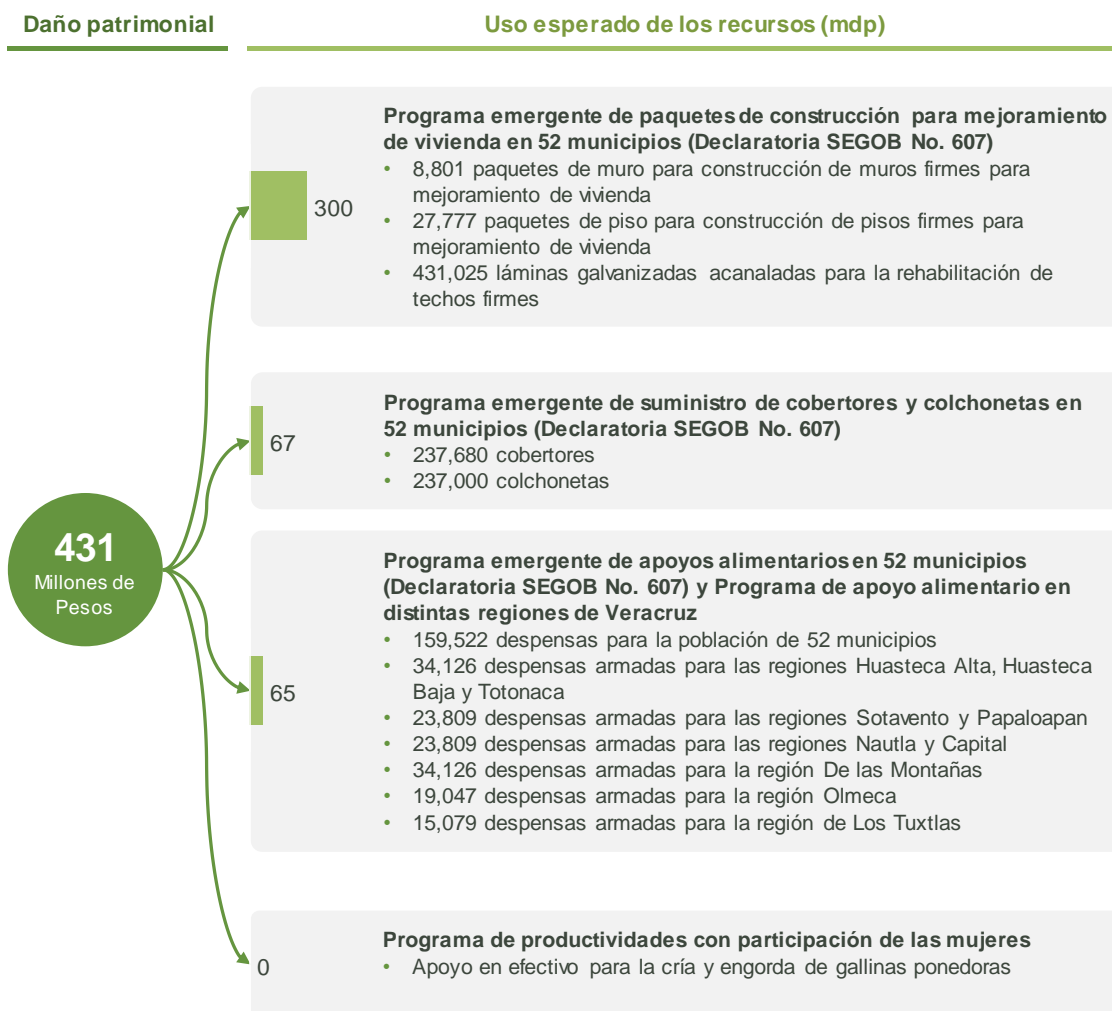 Daño patrimonial
Uso esperado de los recursos (mdp)
431
Millones de
Pesos
300
Programa emergente de paquetes de construcción para mejoramiento
de vivienda en 52 municipios (Declaratoria SEGOB No. 607)
• 8,801 paquetes de muro para construcción de muros firmes para
mejoramiento de vivienda
• 27,777 paquetes de piso para construcción de pisos firmes para
mejoramiento de vivienda
• 431,025 láminas galvanizadas acanaladas para la rehabilitación de
techos firmes
67
Programa emergente de suministro de cobertores y colchonetas en
52 municipios (Declaratoria SEGOB No. 607)
• 237,680 cobertores
• 237,000 colchonetas
65
Programa emergente de apoyos alimentarios en 52 municipios
(Declaratoria SEGOB No. 607) y Programa de apoyo alimentario en
distintas regiones de Veracruz
• 159,522 despensas para la población de 52 municipios
• 34,126 despensas armadas para las regiones Huasteca Alta, Huasteca
Baja y Totonaca
• 23,809 despensas armadas para las regiones Sotavento y Papaloapan
• 23,809 despensas armadas para las regiones Nautla y Capital
• 34,126 despensas armadas para la región De las Montañas
• 19,047 despensas armadas para la región Olmeca
• 15,079 despensas armadas para la región de Los Tuxtlas
0
Programa de productividades con participación de las mujeres
• Apoyo en efectivo para la cría y engorda de gallinas ponedoras